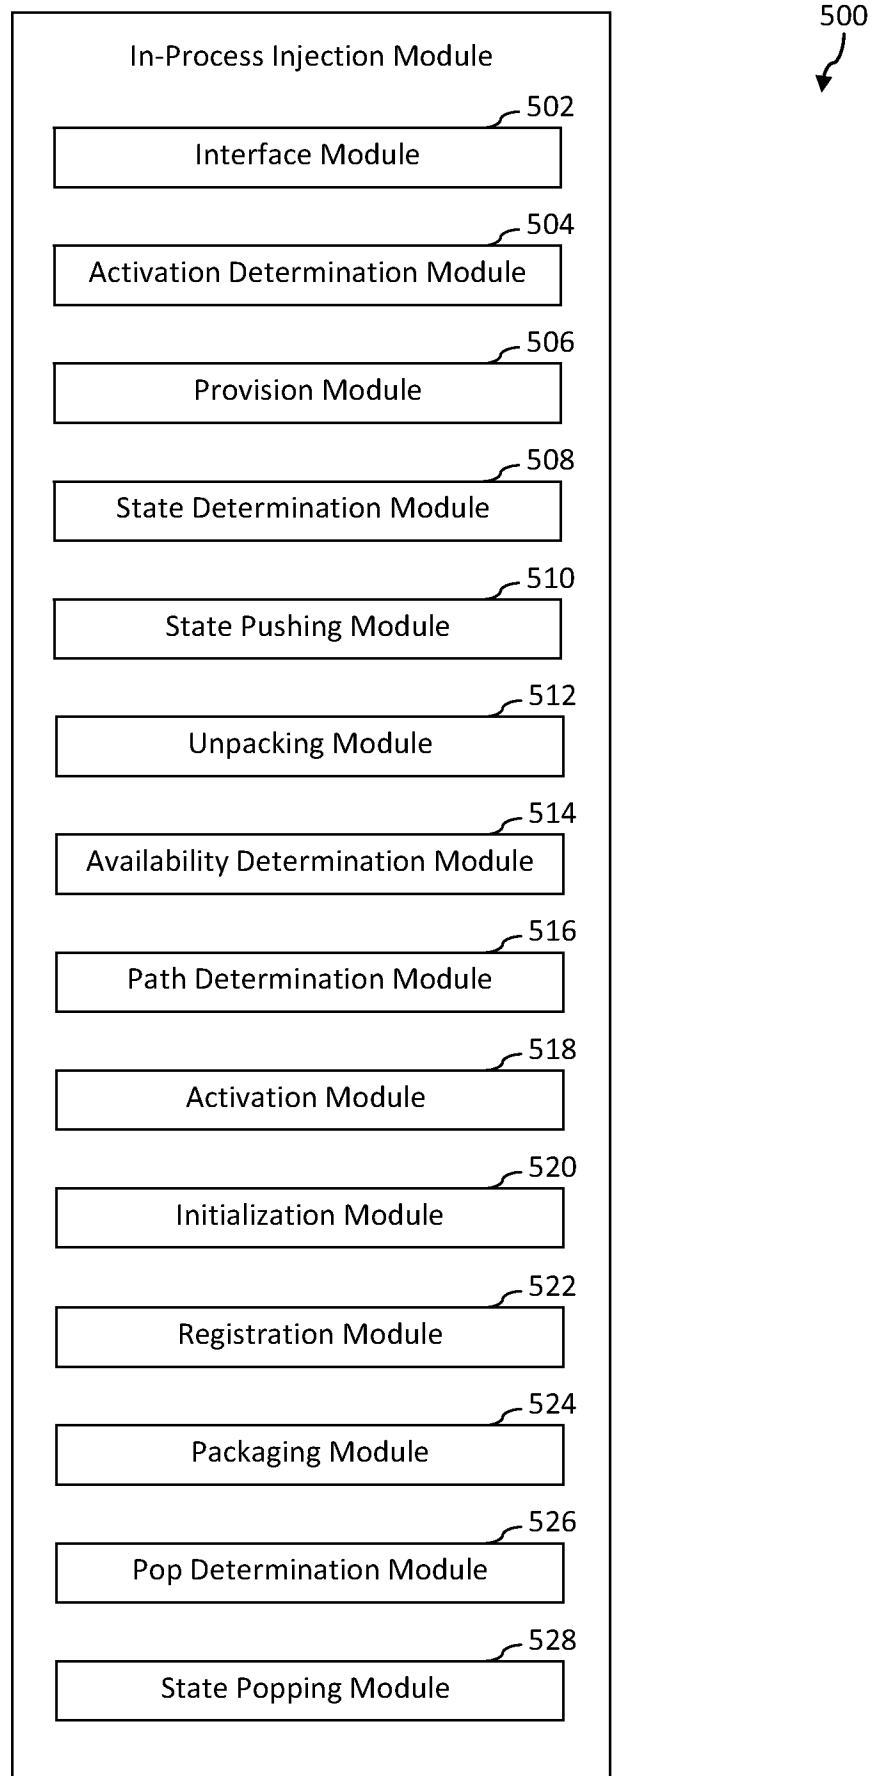 500
In-Process Injection Module
502
Interface Module
504
Activation Determination Module
506
Provision Module
508
State Determination Module
510
State Pushing Module
512
Unpacking Module
514
Availability Determination Module
516
Path Determination Module
518
Activation Module
520
Initialization Module
522
Registration Module
524
Packaging Module
526
Pop Determination Module
528
State Popping Module